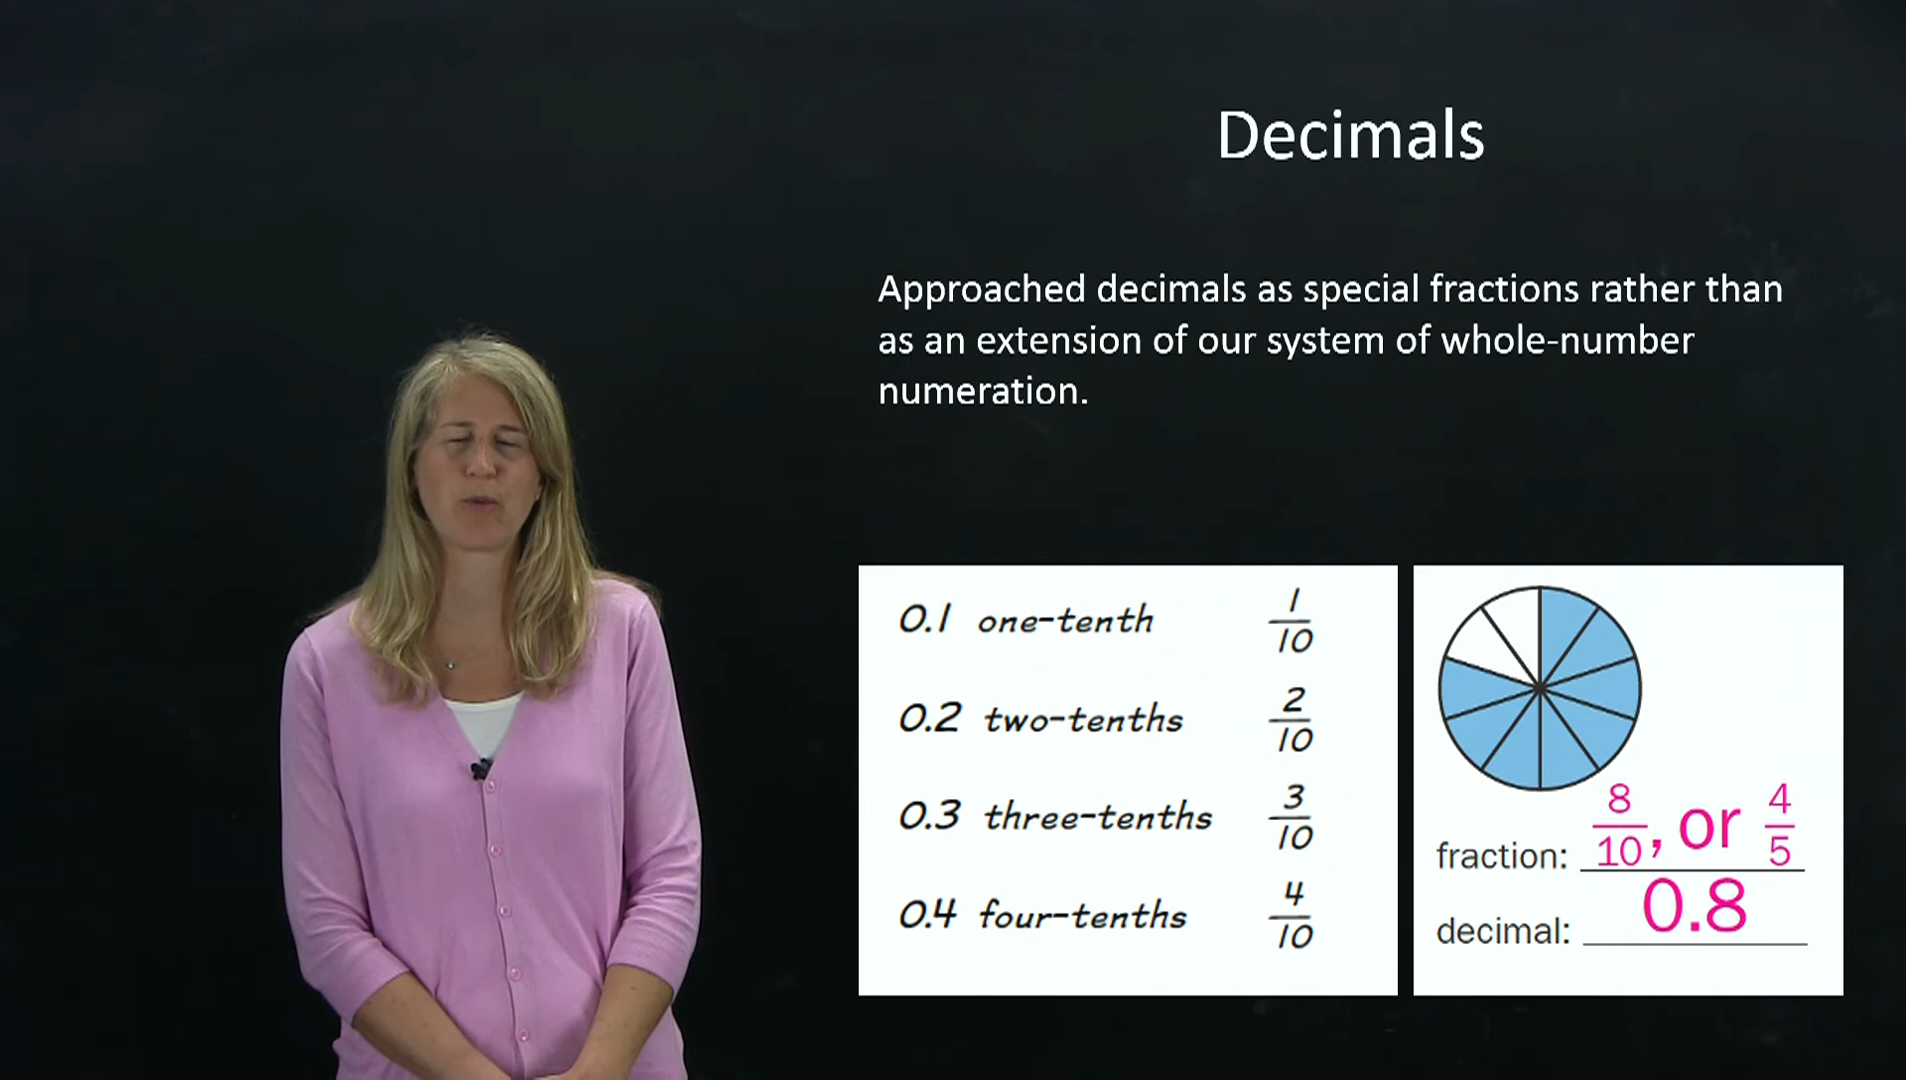 Decimals
Approached decimals as special fractions rather than
as an extension of our system of whole-number
numeration.
0.1 one-tenth 1/10
0.2 two-tenths 2/10
0.3 three-tenths 3/10
0.4 four-tenths 4/10
fraction: 8/10, or 4/5
decimal: 0.8